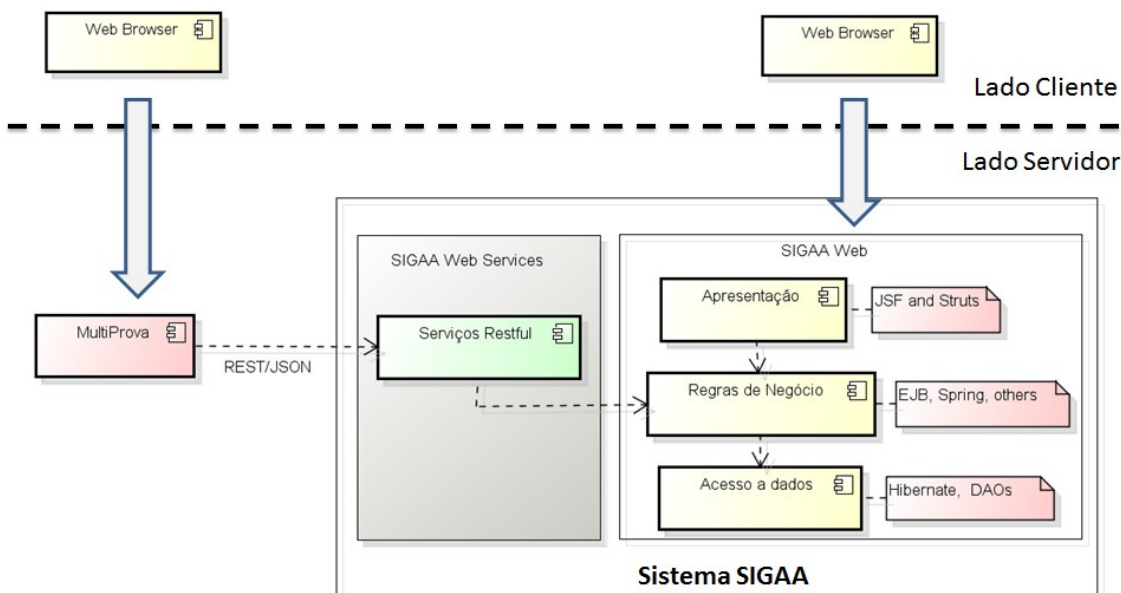 Web Browser
Web Browser
Lado Cliente
Lado Servidor
SIGAA Web Services
SIGAA Web
Apresentação
JSF and Struts
MultiProva
REST/JSON
Serviços Restful
Regras de Negócio
EJB, Spring, others
Acesso a dados
Hibernate, DAOs
Sistema SIGAA